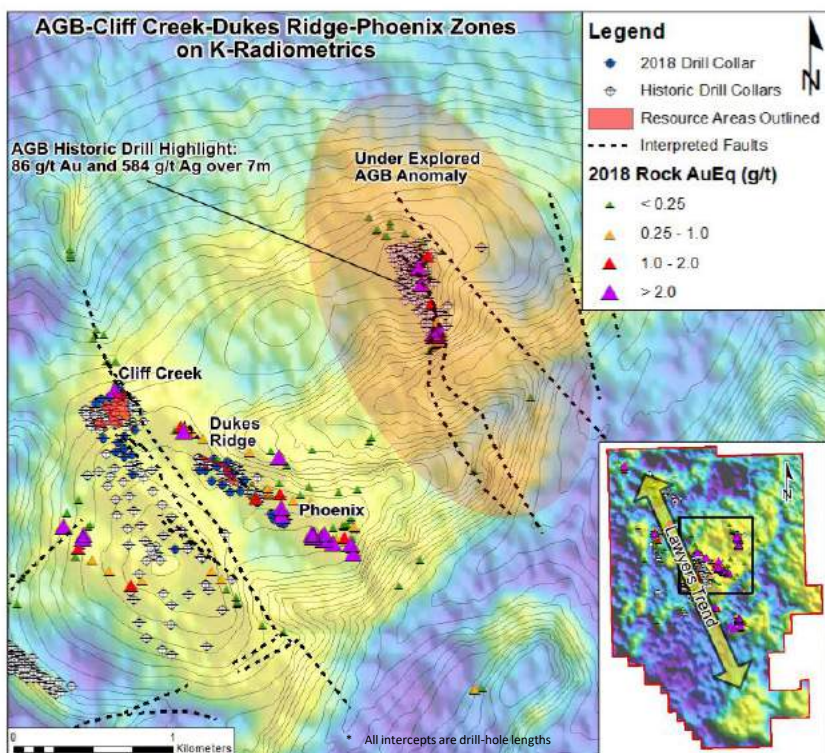 AGB-Cliff Creek-Dukes Ridge-Phoenix Zones
on K-Radiometrics
AGB Historic Drill Highlight:
86 g/t Au and 584 g/t Ag over 7m
Under Explored
AGB Anomaly
Legend
N
2018 Drill Collar
Historic Drill Collars
Resource Areas Outlined
Interpreted Faults
2018 Rock AuEq (g/t)
< 0.25
0.25 - 1.0
1.0 - 2.0
> 2.0
Cliff Creek
Dukes
Ridge
Phoenix
N
Lawyers Trend
0 1
Kilometers
* All intercepts are drill-hole lengths